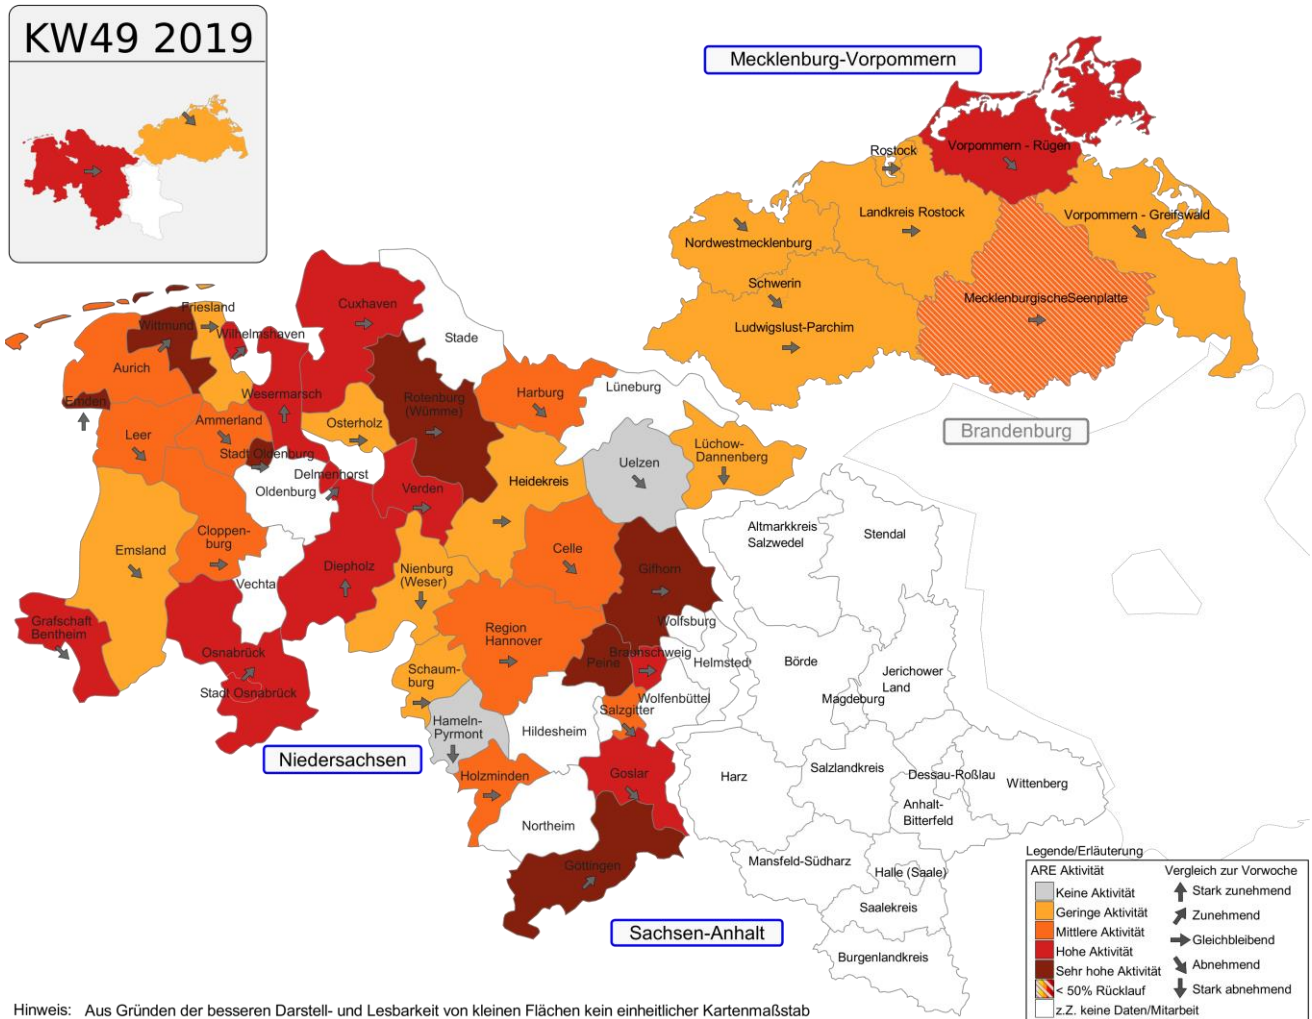 KW49 2019
Mecklenburg-Vorpommern
Rostock
Vorpommern - Rügen
Landkreis Rostock
Vorpommern - Greifswald
Nordwestmecklenburg
Schwerin
MecklenburgischeSeenplatte
Ludwigslust-Parchim
Brandenburg
Friesland
Cuxhaven
Wittmund
Wilhelmshaven
Stade
Aurich
Lüneburg
Emden
Wesermarsch
Rotenburg
(Wümme)
Harburg
Ammerland
Osterholz
Leer
Stadt Oldenburg
Lüchow-
Dannenberg
Uelzen
Delmenhorst
Oldenburg
Verden
Heidekreis
Altmarkkreis
Salzwedel
Stendal
Cloppen-
burg
Emsland
Celle
Diepholz
Nienburg
(Weser)
Gifhorn
Vechta
Grafschaft
Bentheim
Wolfsburg
Region
Hannover
Osnabrück
Braunschweig
Peine
Helmsted
Börde
Schaum-
burg
Jerichower
Land
Stadt Osnabrück
Wolfenbüttel
Magdeburg
Salzgitter
Hameln-
Pyrmont
Hildesheim
Niedersachsen
Holzminden
Goslar
Harz
Salzlandkreis
Dessau-Roßlau
Wittenberg
Anhalt-
Bitterfeld
Northeim
Göttingen
Mansfeld-Südharz
Halle (Saale)
Saalekreis
Sachsen-Anhalt
Burgenlandkreis
Legende/Erläuterung
ARE Aktivität
Keine Aktivität
Geringe Aktivität
Mittlere Aktivität
Hohe Aktivität
Sehr hohe Aktivität
< 50% Rücklauf
z.Z. keine Daten/Mitarbeit
Vergleich zur Vorwoche
Stark zunehmend
Zunehmend
Gleichbleibend
Abnehmend
Stark abnehmend
Hinweis: Aus Gründen der besseren Darstell- und Lesbarkeit von kleinen Flächen kein einheitlicher Kartenmaßstab